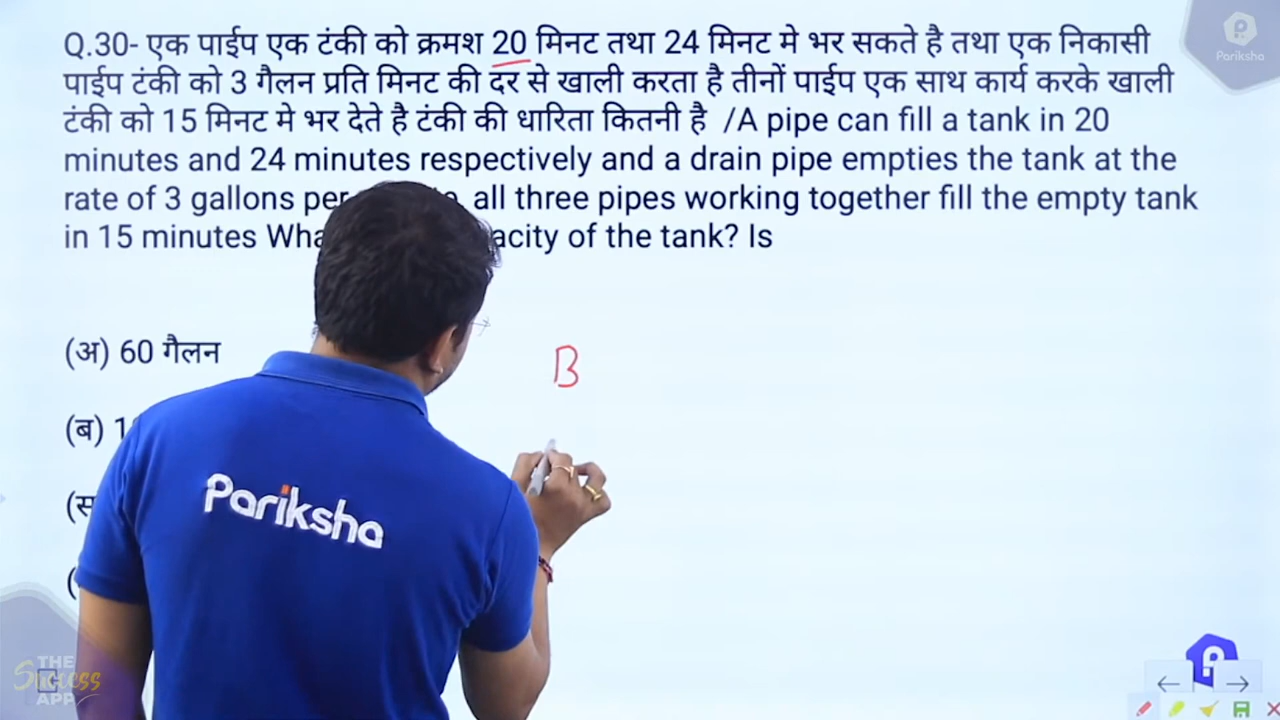 Q.30- एक पाईप एक टंकी को क्रमश 20 मिनट तथा 24 मिनट मे भर सकते है तथा एक निकासी
पाईप टंकी को 3 गैलन प्रति मिनट की दर से खाली करता है तीनों पाईप एक साथ कार्य करके खाली
टंकी को 15 मिनट मे भर देते है टंकी की धारिता कितनी है /A pipe can fill a tank in 20
minutes and 24 minutes respectively and a drain pipe empties the tank at the
rate of 3 gallons per all three pipes working together fill the empty tank
in 15 minutes of the tank? Is
(अ) 60 गैलन
B
(ब)
Pariksha
Pariksha
THE
Success
APP